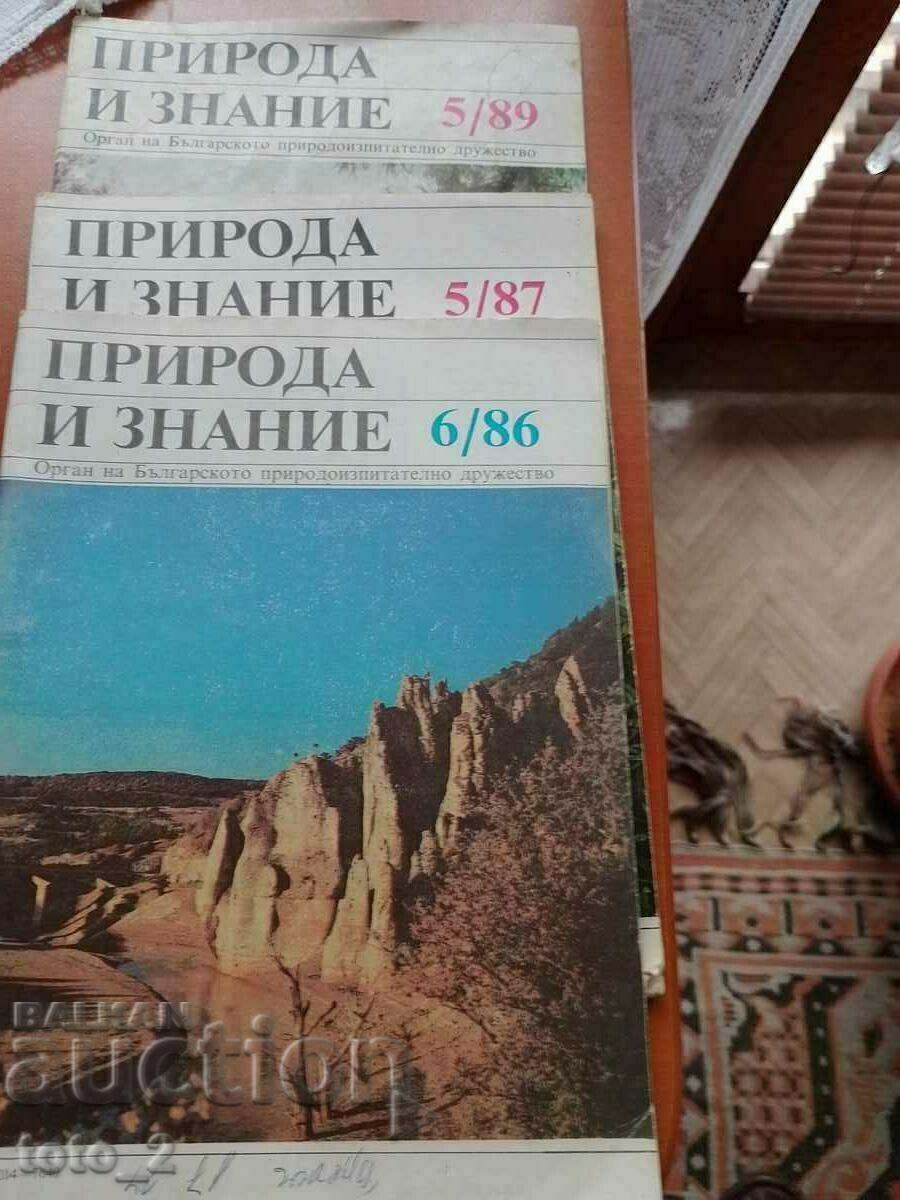 ПРИРОДА
И ЗНАНИЕ 5/89
Орган на Българското природоизпитателно дружество
ПРИРОДА
И ЗНАНИЕ 5/87
ПРИРОДА
И ЗНАНИЕ 6/86
Орган на Българското природоизпитателно дружество
BALKAN
auction
toto_2